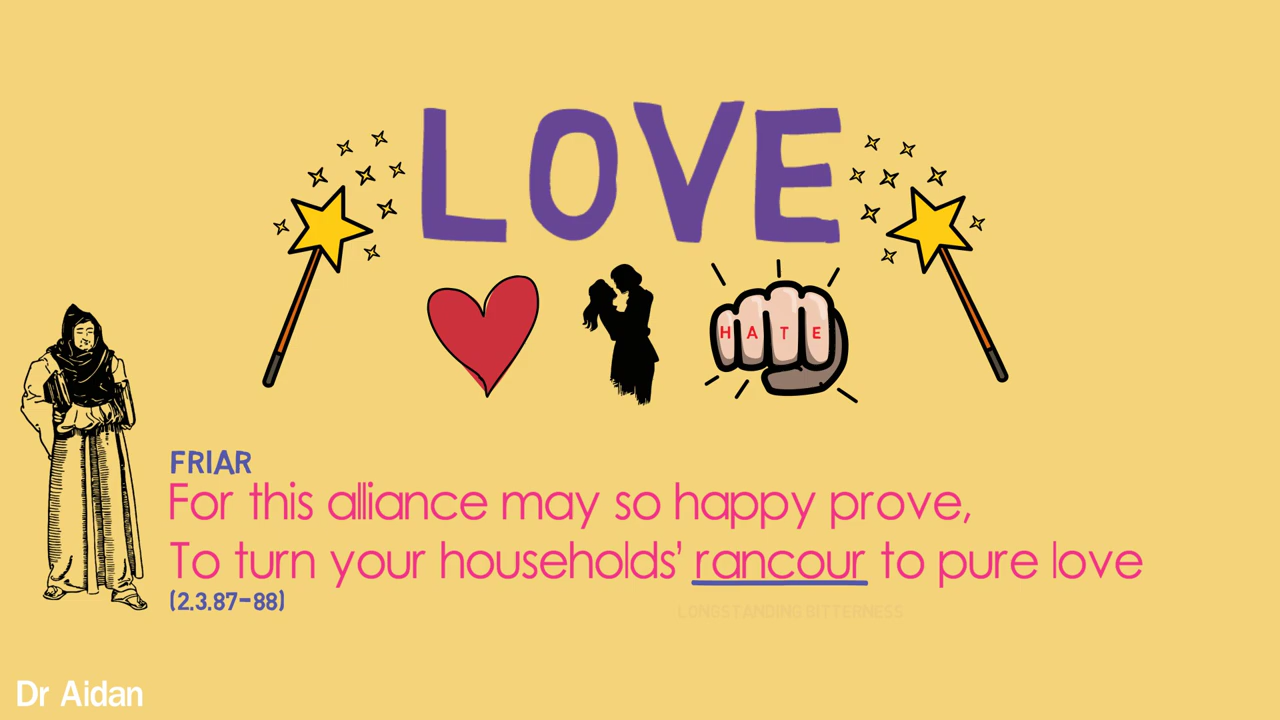 LOVE
HATE
FRIAR
For this alliance may so happy prove,
To turn your households’ rancour to pure love
LONGSTANDING BITTERNESS
(2.3.87-88)
Dr Aidan